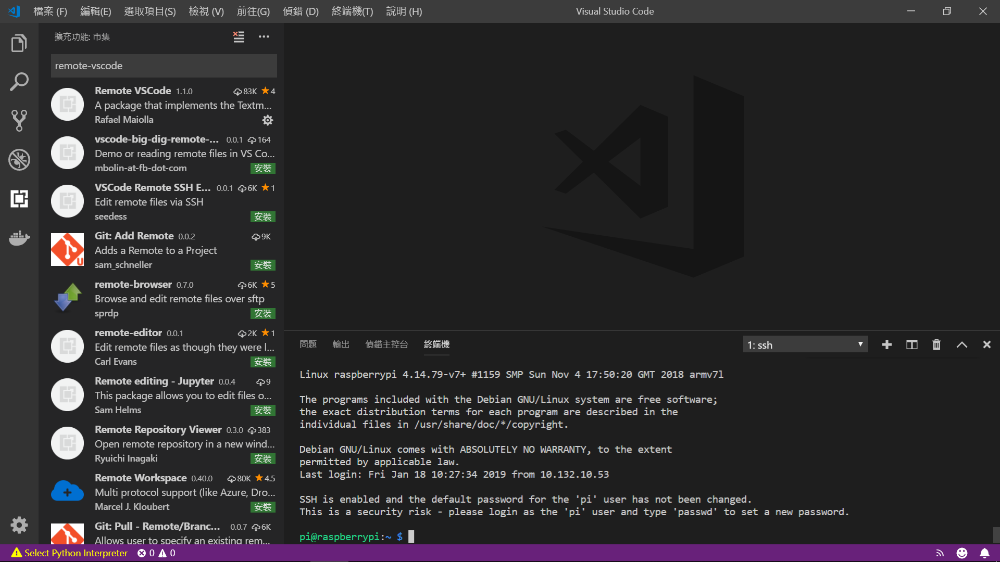 檔案 (F) 編輯(E) 選取項目(S) 檢視 (V) 前往(G) 偵錯 (D) 終端機(T) 說明 (H)
Visual Studio Code
擴充功能: 市集
remote-vscode
Remote VSCode 1.1.0 83K ★4
A package that implements the Textm...
Rafael Maiolla
vscode-big-dig-remote-... 0.0.1 164
Demo or reading remote files in VS Co...
mbolin-at-fb-dot-com 安裝
VSCode Remote SSH E... 0.0.1 6K ★1
Edit remote files via SSH
seedess 安裝
Git: Add Remote 0.0.2 9K
Adds a Remote to a Project
sam_schneller 安裝
remote-browser 0.7.0 6K ★5
Browse and edit remote files over sftp
sprdp 安裝
remote-editor 0.0.1 2K ★1
Edit remote files as though they were l...
Carl Evans 安裝
Remote editing - Jupyter 0.0.4 9
This package allows you to edit files o...
Sam Helms 安裝
Remote Repository Viewer 0.3.0 383
Open remote repository in a new wind...
Ryuichi Inagaki 安裝
Remote Workspace 0.40.0 80K ★4.5
Multi protocol support (like Azure, Dro...
Marcel J. Kloubert 安裝
Git: Pull - Remote/Branc... 0.0.7 6K
Allows user to specify an existing rem...
問題 輸出 偵錯主控台 終端機
1: ssh
Linux raspberrypi 4.14.79-v7+ #1159 SMP Sun Nov 4 17:50:20 GMT 2018 armv7l
The programs included with the Debian GNU/Linux system are free software;
the exact distribution terms for each program are described in the
individual files in /usr/share/doc/*/copyright.
Debian GNU/Linux comes with ABSOLUTELY NO WARRANTY, to the extent
permitted by applicable law.
Last login: Fri Jan 18 10:27:34 2019 from 10.132.10.53
SSH is enabled and the default password for the 'pi' user has not been changed.
This is a security risk - please login as the 'pi' user and type 'passwd' to set a new password.
pi@raspberrypi:~ $
Select Python Interpreter 0 0